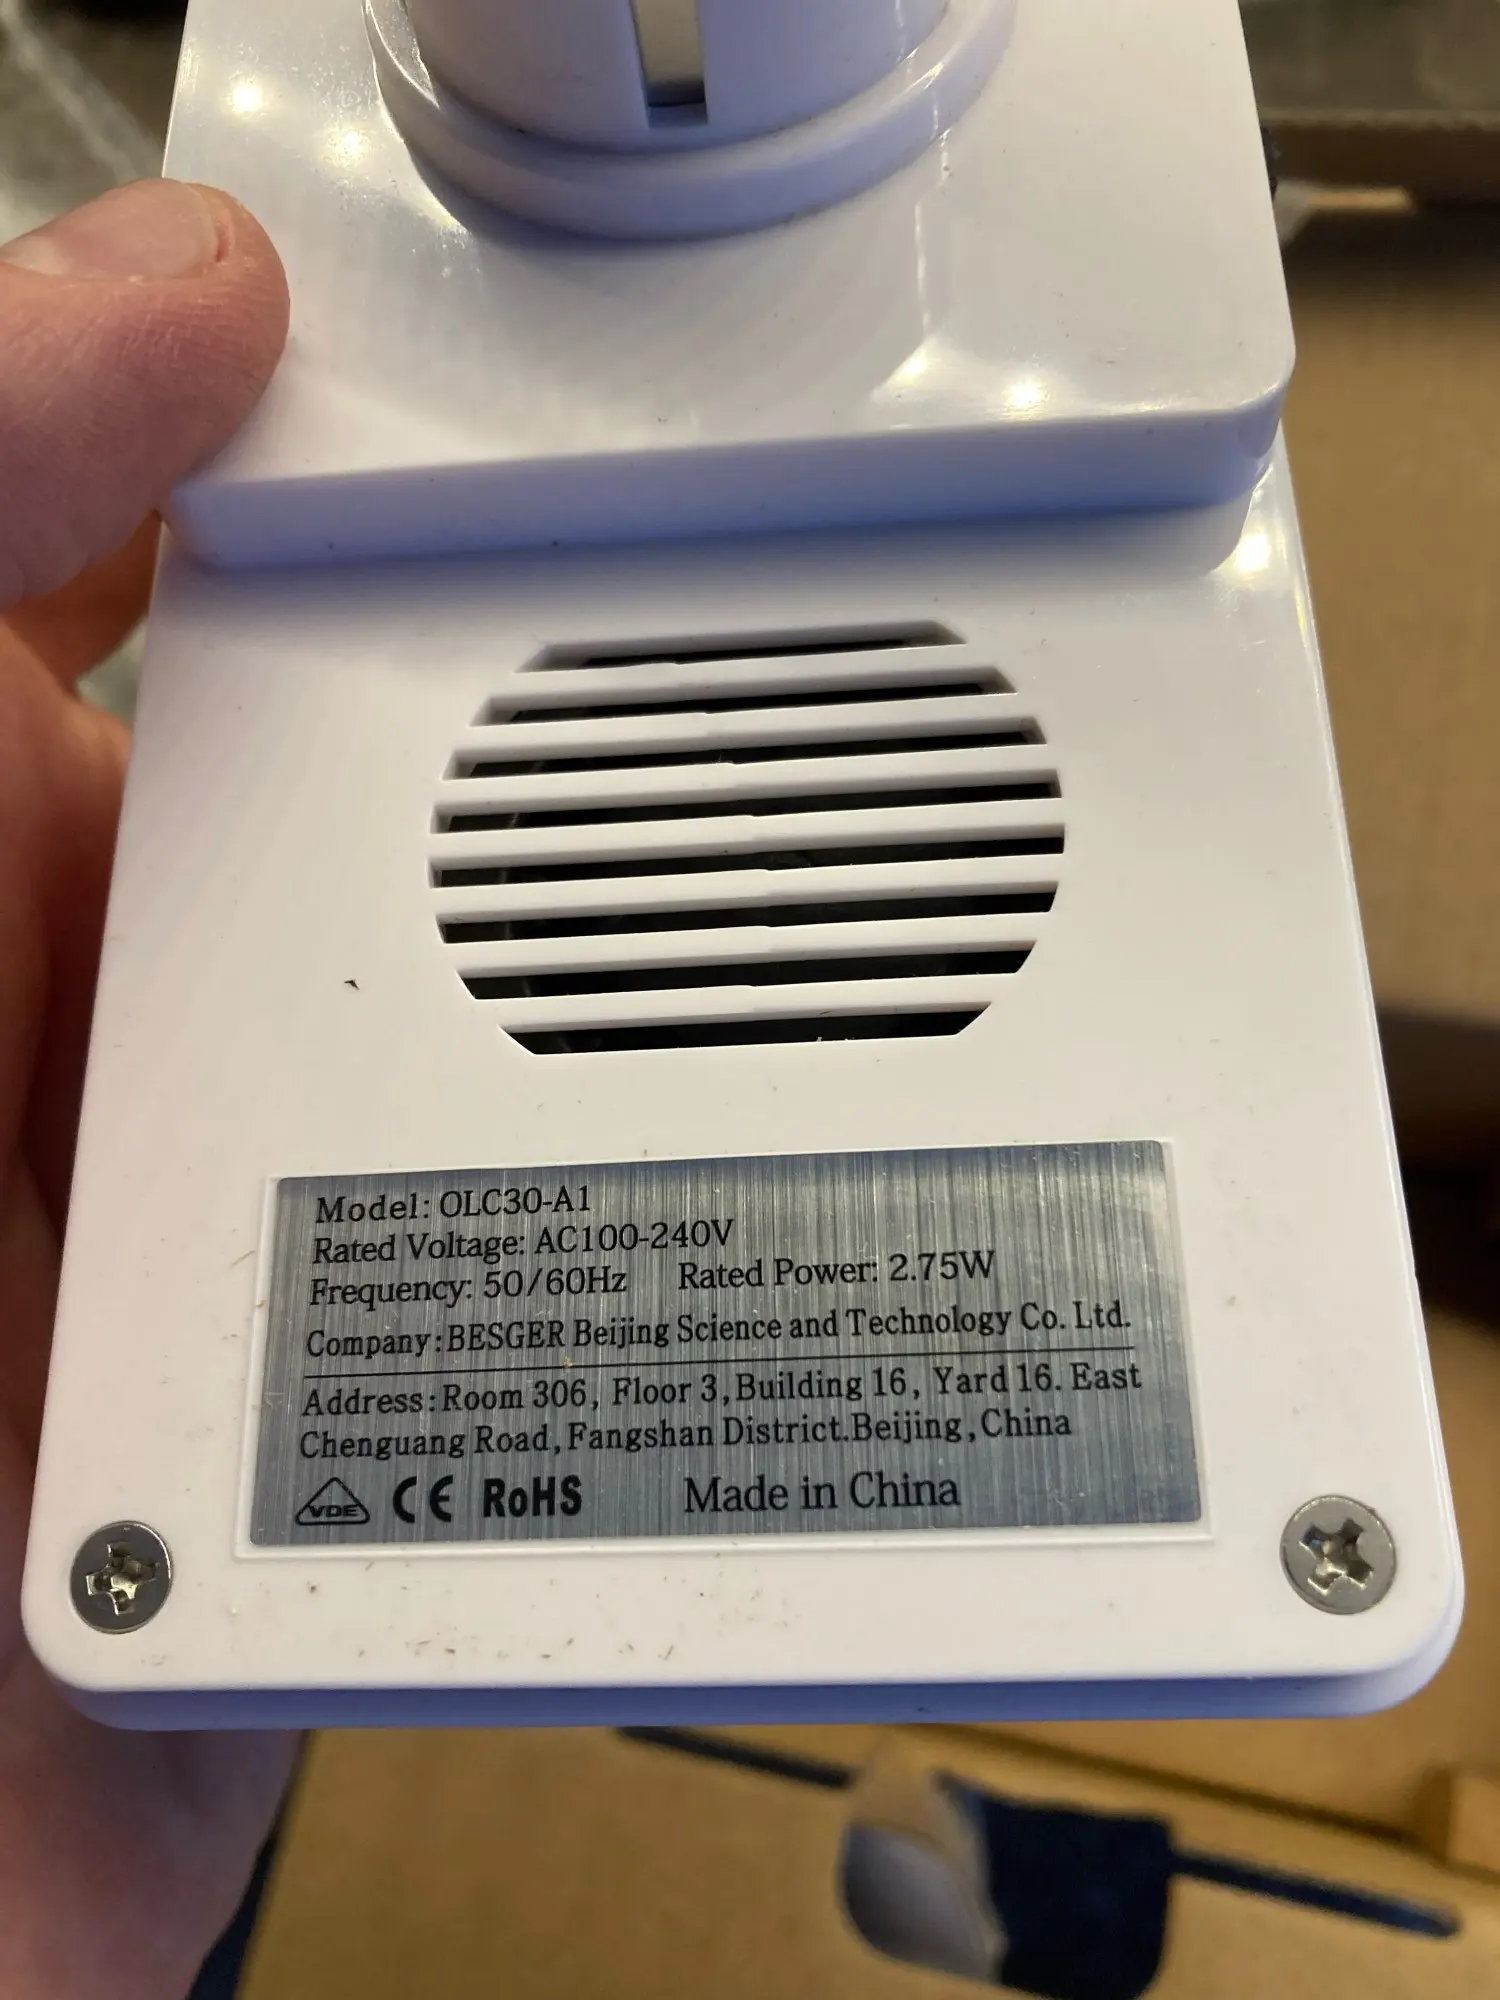 Model: OLC30-A1
Rated Voltage: AC100-240V
Frequency: 50/60Hz Rated Power: 2.75W
Company:BESGER Beijing Science and Technology Co. Ltd.
Address:Room 306, Floor 3,Building 16, Yard 16. East
Chenguang Road,Fangshan District.Beijing,China
VDE CE RoHS Made in China